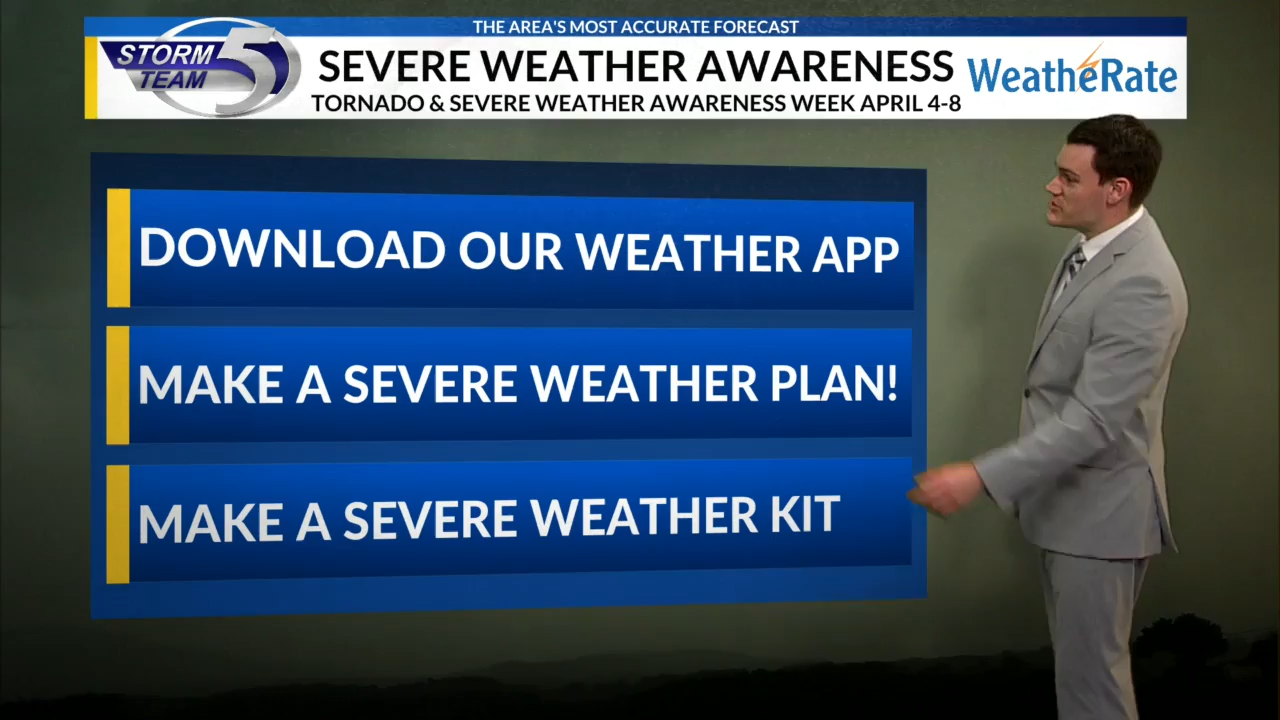 THE AREA'S MOST ACCURATE FORECAST
STORM TEAM 5
SEVERE WEATHER AWARENESS
WeatheRate
TORNADO & SEVERE WEATHER AWARENESS WEEK APRIL 4-8
DOWNLOAD OUR WEATHER APP
MAKE A SEVERE WEATHER PLAN!
MAKE A SEVERE WEATHER KIT